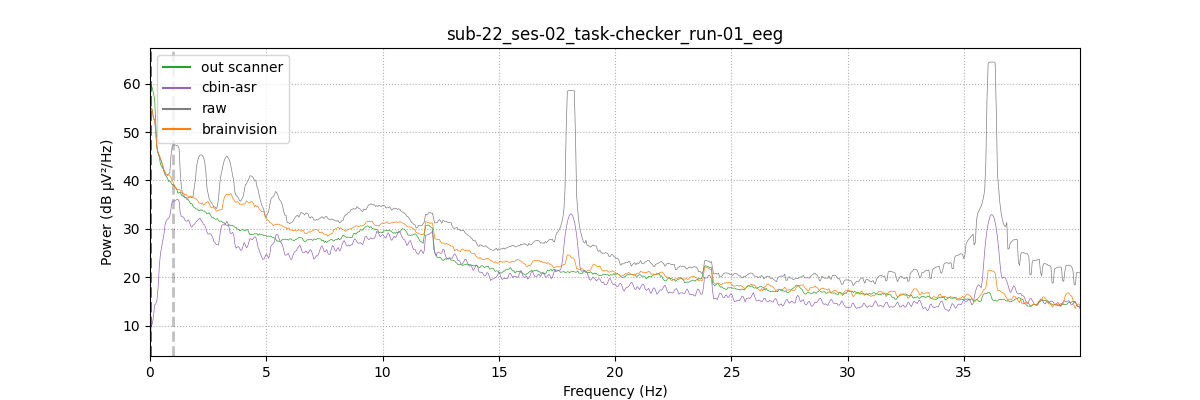 sub-22_ses-02_task-checker_run-01_eeg
out scanner
cbin-asr
raw
brainvision
Power (dB µV²/Hz)
60
50
40
30
20
10
0 5 10 15 20 25 30 35
Frequency (Hz)